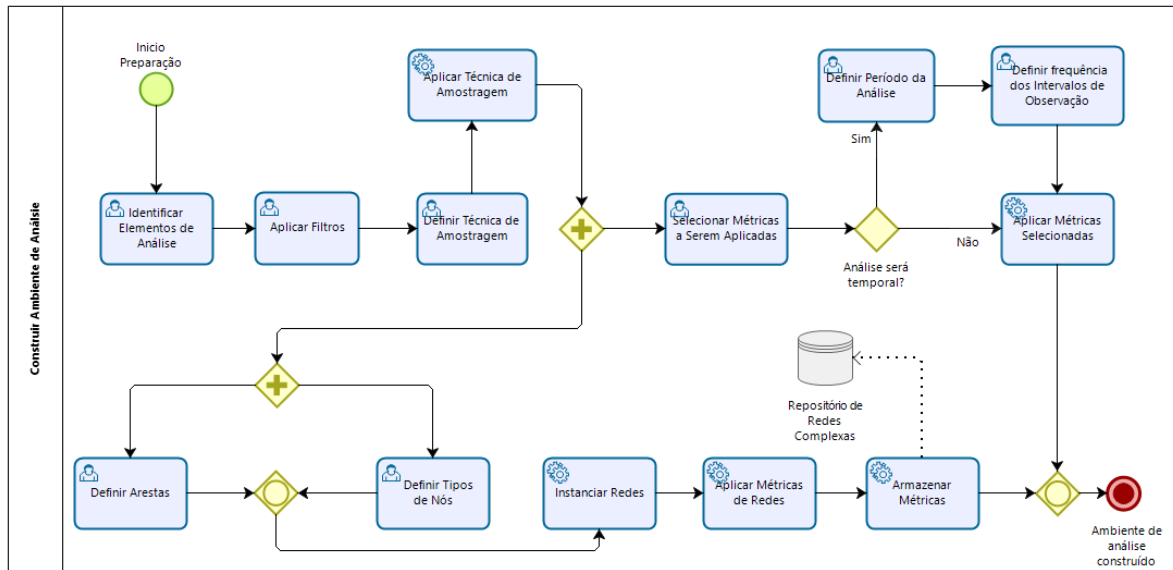 Construir Ambiente de Análsie
Inicio
Preparação
Identificar
Elementos de
Análise
Aplicar Filtros
Definir Técnica de
Amostragem
Aplicar Técnica de
Amostragem
Selecionar Métricas
a Serem Aplicadas
Análise será
temporal?
Sim
Não
Definir Período da
Análise
Definir frequência
dos Intervalos de
Observação
Aplicar Métricas
Selecionadas
Definir Arestas
Definir Tipos
de Nós
Instanciar Redes
Aplicar Métricas
de Redes
Armazenar
Métricas
Repositório de
Redes
Complexas
Ambiente de
análise
construído